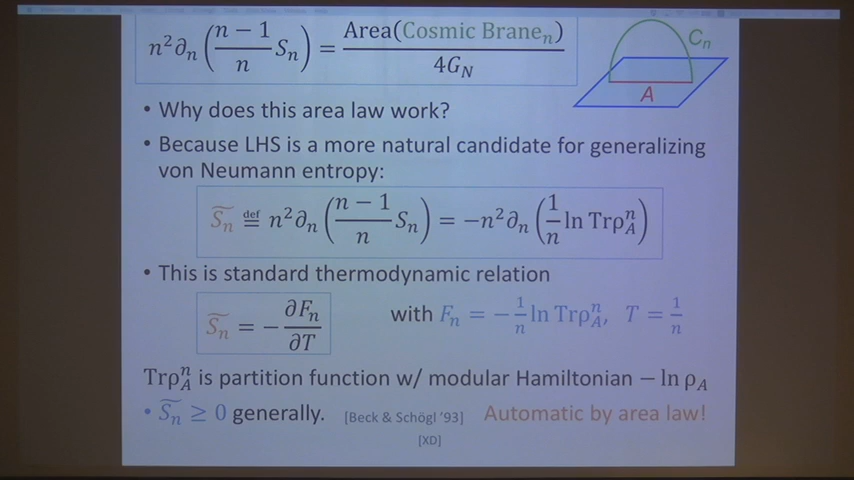 n²∂ₙ((n − 1)/n Sₙ) = Area(Cosmic Braneₙ)/4G_N
Cₙ
A
• Why does this area law work?
• Because LHS is a more natural candidate for generalizing
von Neumann entropy:
S̃ₙ ≝ n²∂ₙ((n − 1)/n Sₙ) = −n²∂ₙ(1/n ln Trρ_A^n)
• This is standard thermodynamic relation
S̃ₙ = − ∂Fₙ/∂T with Fₙ = −1/n ln Trρ_A^n, T = 1/n
Trρ_A^n is partition function w/ modular Hamiltonian − ln ρ_A
• S̃ₙ ≥ 0 generally. [Beck & Schögl '93] Automatic by area law!
[XD]